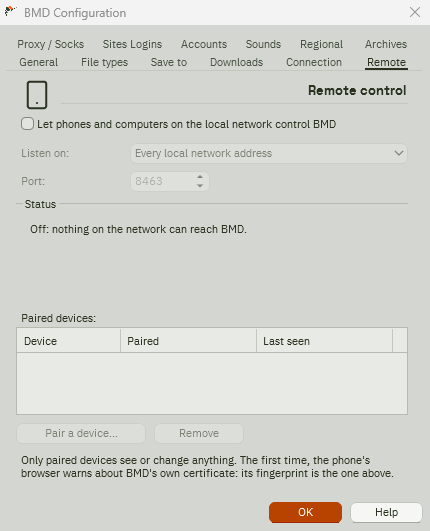 BMD Configuration
Proxy / Socks Sites Logins Accounts Sounds Regional Archives
General File types Save to Downloads Connection Remote
Remote control
Let phones and computers on the local network control BMD
Listen on: Every local network address
Port: 8463
Status
Off: nothing on the network can reach BMD.
Paired devices:
Device Paired Last seen
Pair a device... Remove
Only paired devices see or change anything. The first time, the phone's
browser warns about BMD's own certificate: its fingerprint is the one above.
OK Help